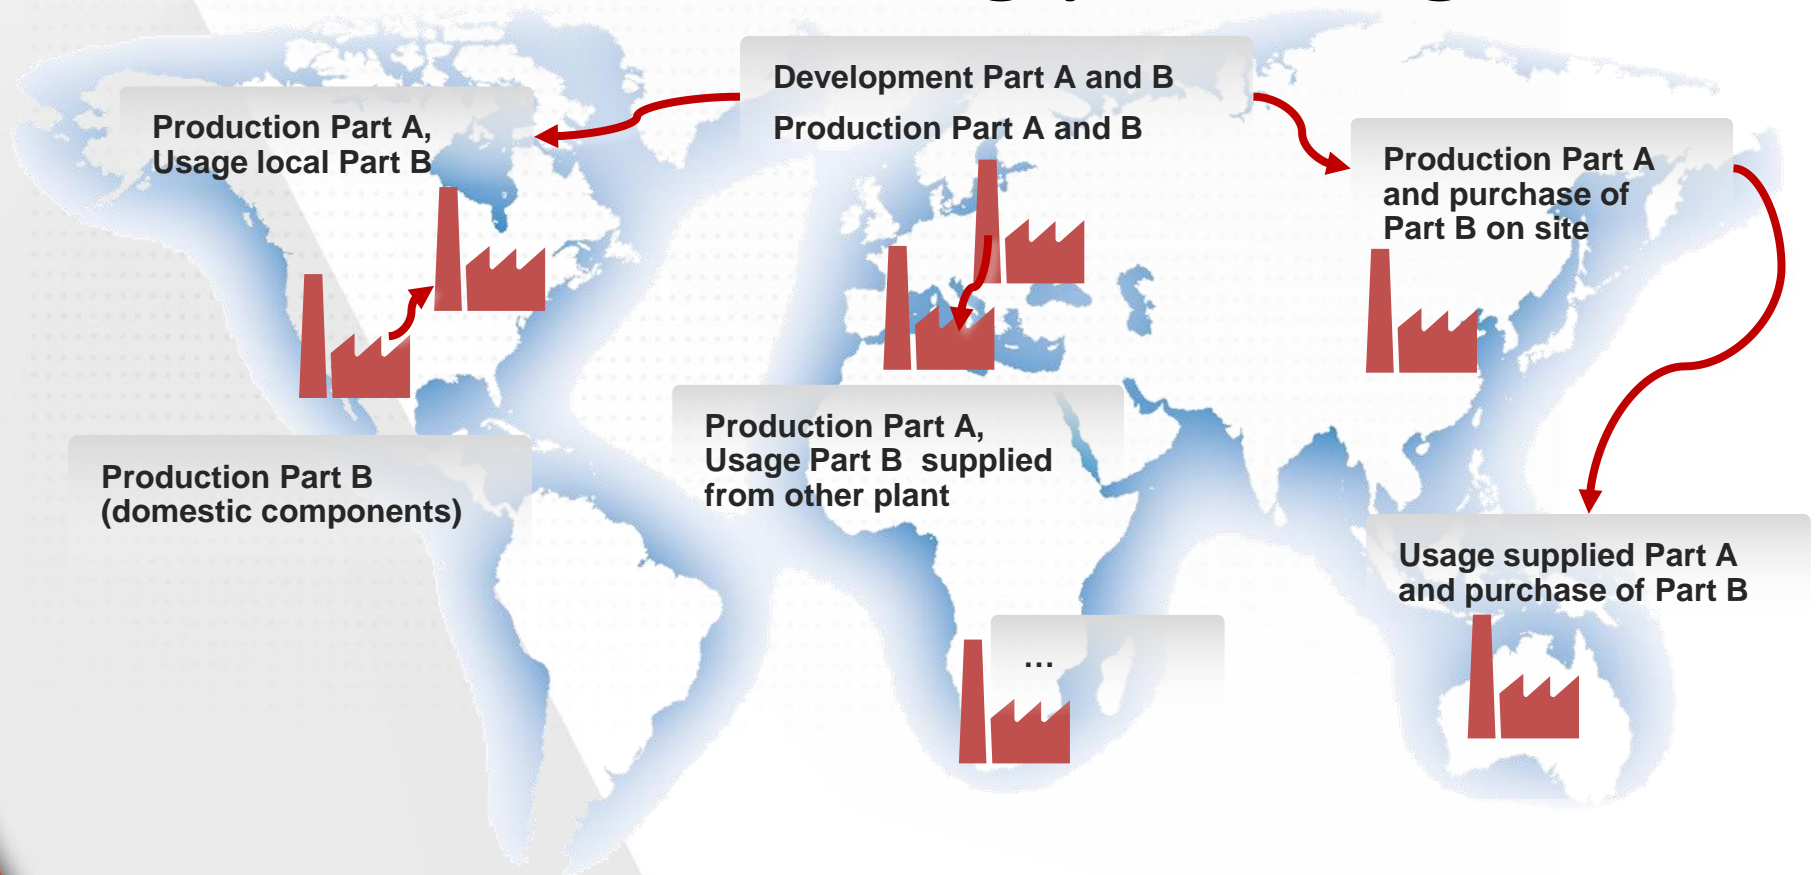 Development Part A and B
Production Part A and B
Production Part A,
Usage local Part B
Production Part A
and purchase of
Part B on site
Production Part A,
Usage Part B supplied
from other plant
Production Part B
(domestic components)
Usage supplied Part A
and purchase of Part B
...